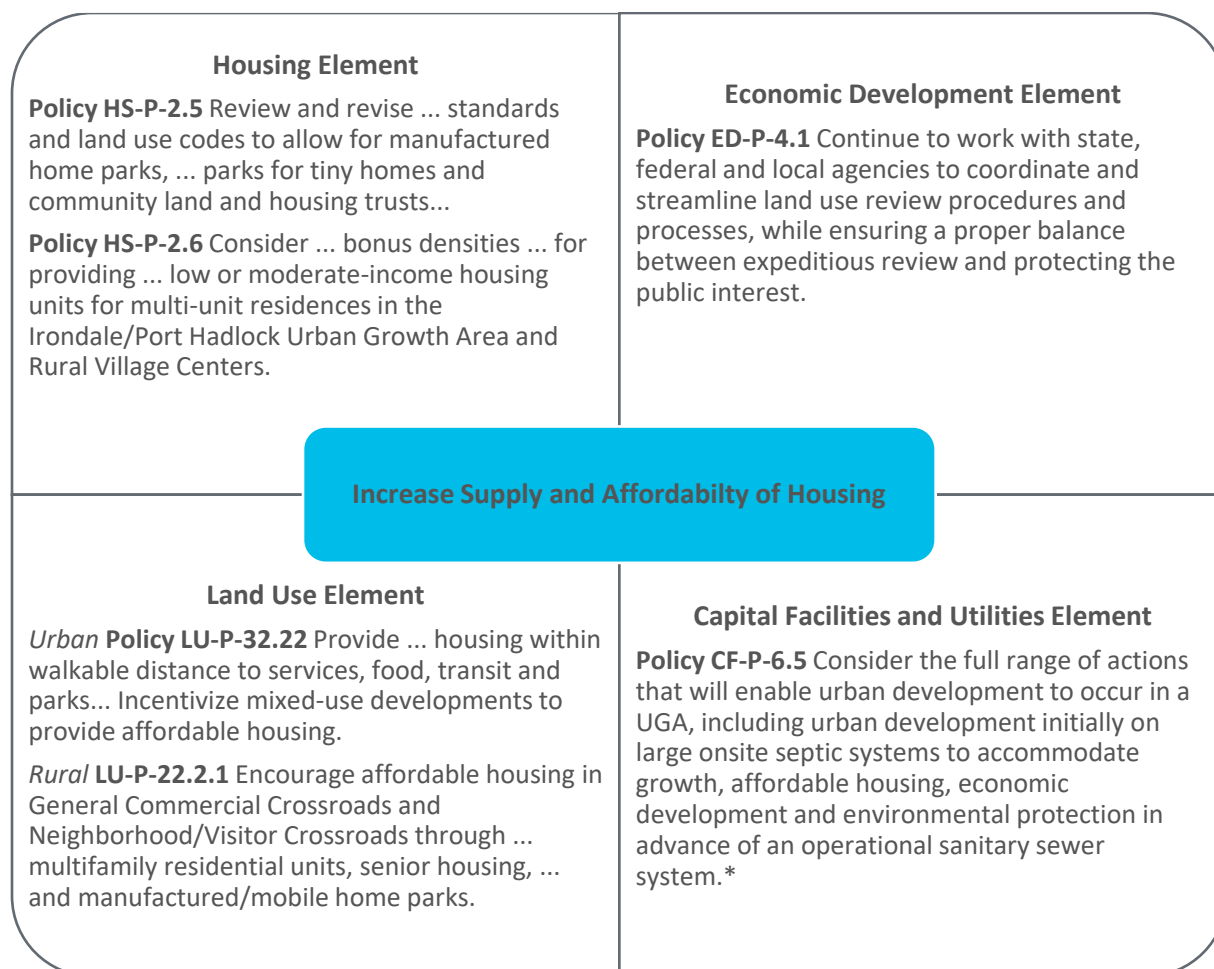 Housing Element
Policy HS-P-2.5 Review and revise ... standards
and land use codes to allow for manufactured
home parks, ... parks for tiny homes and
community land and housing trusts...
Policy HS-P-2.6 Consider ... bonus densities ... for
providing ... low or moderate-income housing
units for multi-unit residences in the
Irondale/Port Hadlock Urban Growth Area and
Rural Village Centers.
Economic Development Element
Policy ED-P-4.1 Continue to work with state,
federal and local agencies to coordinate and
streamline land use review procedures and
processes, while ensuring a proper balance
between expeditious review and protecting the
public interest.
Increase Supply and Affordabilty of Housing
Land Use Element
Urban Policy LU-P-32.22 Provide ... housing within
walkable distance to services, food, transit and
parks... Incentivize mixed-use developments to
provide affordable housing.
Rural LU-P-22.2.1 Encourage affordable housing in
General Commercial Crossroads and
Neighborhood/Visitor Crossroads through ...
multifamily residential units, senior housing, ...
and manufactured/mobile home parks.
Capital Facilities and Utilities Element
Policy CF-P-6.5 Consider the full range of actions
that will enable urban development to occur in a
UGA, including urban development initially on
large onsite septic systems to accommodate
growth, affordable housing, economic
development and environmental protection in
advance of an operational sanitary sewer
system.*